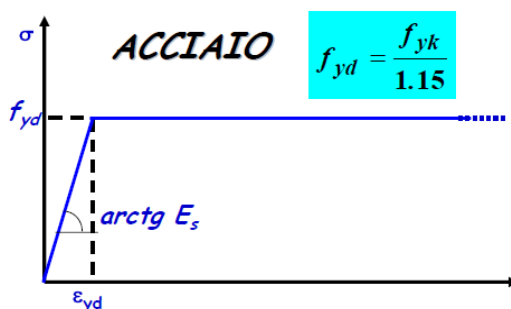 σ
ACCIAIO
f_yd = f_yk / 1.15
f_yd
arctg E_s
ε_yd